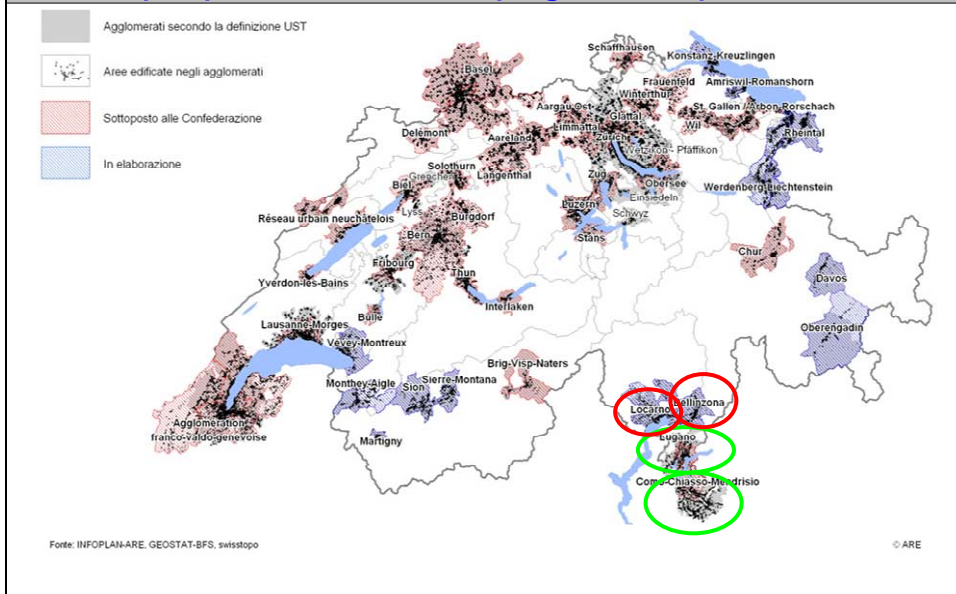 Agglomerati secondo la definizione UST
Aree edificate negli agglomerati
Sottoposto alle Confederazione
In elaborazione
Schaffhausen
Konstanz-Kreuzlingen
Basel
Frauenfeld
Amriswil-Romanshorn
Winterthur
Aargau Ost
Glattal
St. Gallen / Arbon-Rorschach
Limmattal
Wil
Delémont
Aareland
Zürich
Rheintal
Wetzikon - Pfäffikon
Solothurn
Grenchen
Langenthal
Zug
Obersee
Werdenberg-Liechtenstein
Biel
Einsiedeln
Lyss
Burgdorf
Luzern
Schwyz
Réseau urbain neuchâtelois
Bern
Stans
Chur
Fribourg
Thun
Yverdon-les-Bains
Davos
Interlaken
Bulle
Lausanne-Morges
Oberengadin
Vevey-Montreux
Brig-Visp-Naters
Monthey-Aigle
Sion
Sierre-Montana
Locarno
Bellinzona
Agglomération
franco-valdo-genevoise
Martigny
Lugano
Como-Chiasso-Mendrisio
Fonte: INFOPLAN-ARE, GEOSTAT-BFS, swisstopo
© ARE